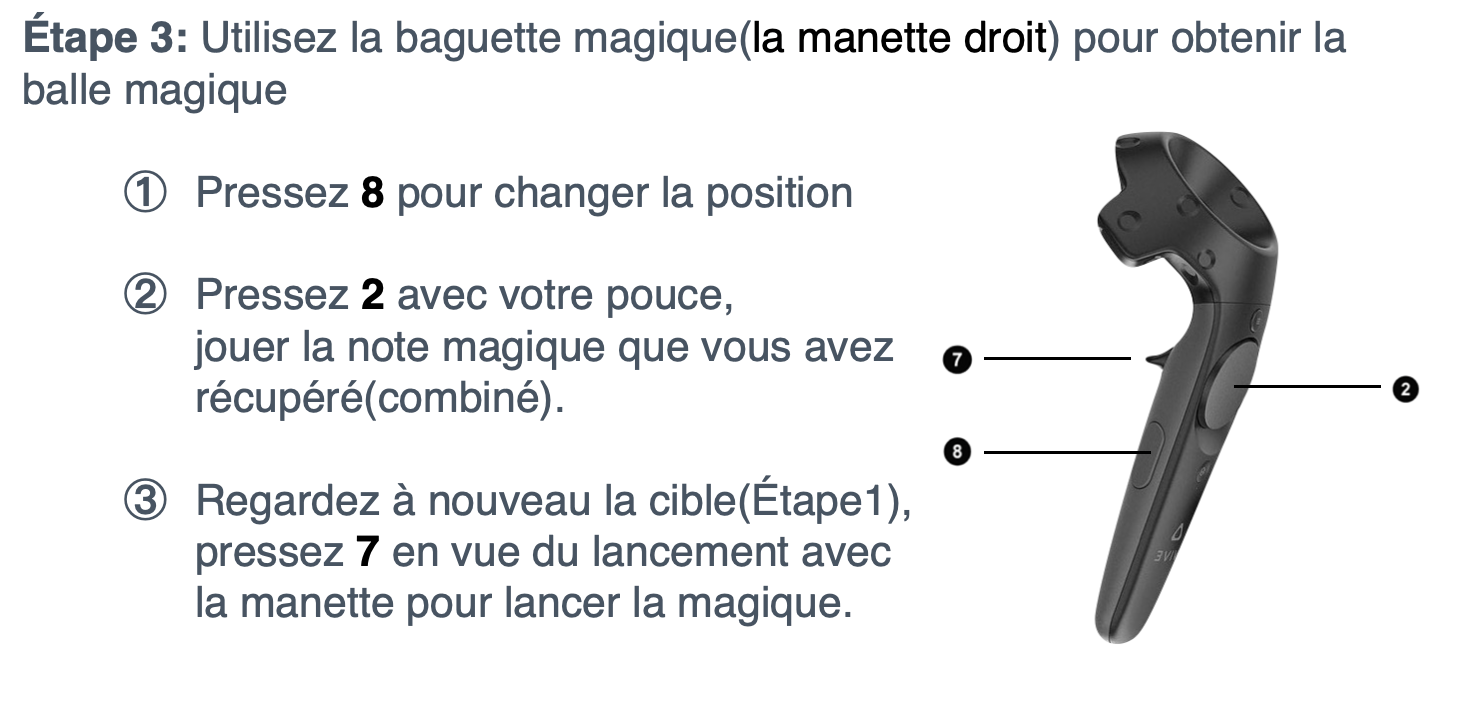 Étape 3: Utilisez la baguette magique(la manette droit) pour obtenir la
balle magique
① Pressez 8 pour changer la position
② Pressez 2 avec votre pouce,
jouer la note magique que vous avez
récupéré(combiné).
③ Regardez à nouveau la cible(Étape1),
pressez 7 en vue du lancement avec
la manette pour lancer la magique.
7
2
8
VIVE